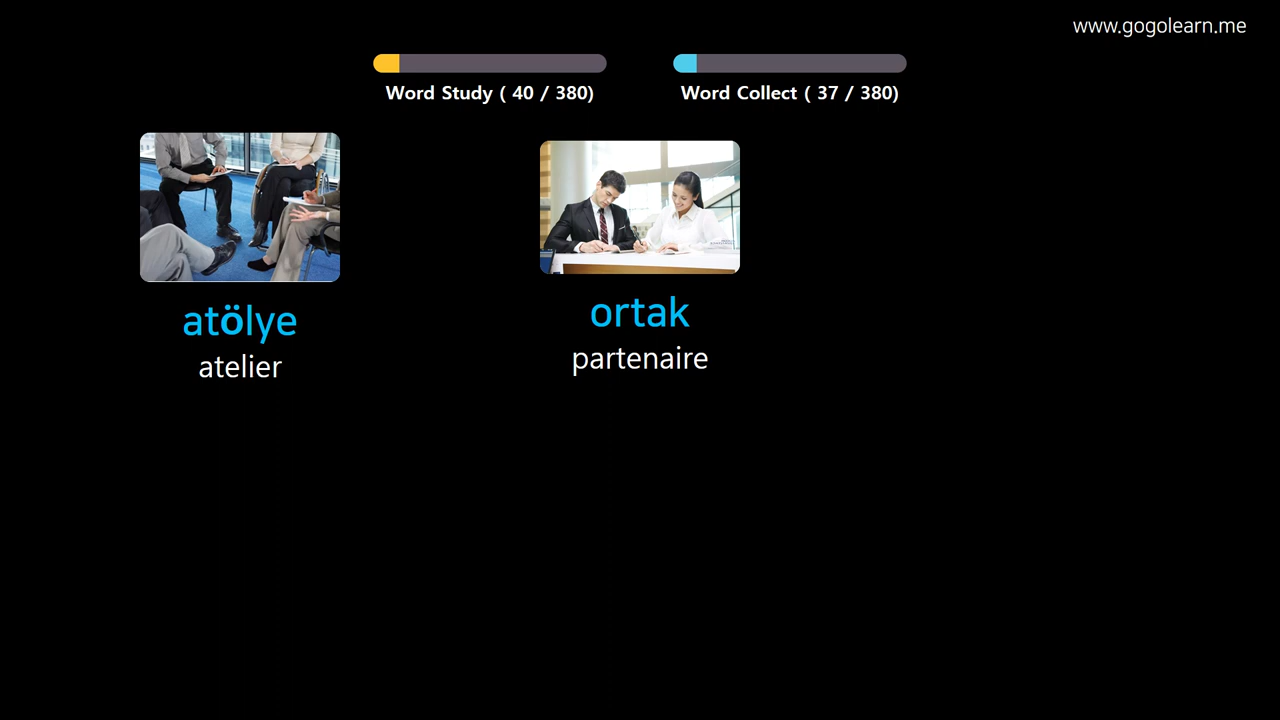 www.gogolearn.me
Word Study ( 40 / 380)
Word Collect ( 37 / 380)
atölye
atelier
ortak
partenaire